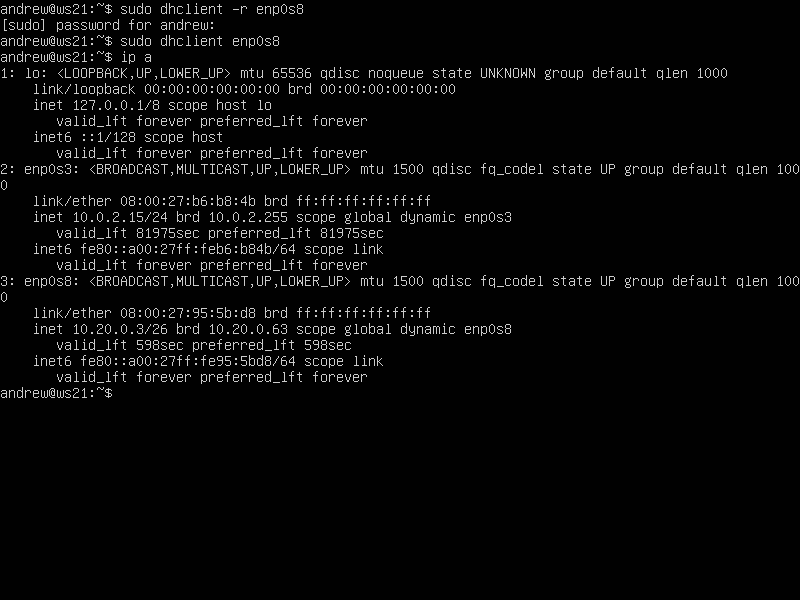 andrew@ws21:~$ sudo dhclient -r enp0s8
[sudo] password for andrew:
andrew@ws21:~$ sudo dhclient enp0s8
andrew@ws21:~$ ip a
1: lo: <LOOPBACK,UP,LOWER_UP> mtu 65536 qdisc noqueue state UNKNOWN group default qlen 1000
    link/loopback 00:00:00:00:00:00 brd 00:00:00:00:00:00
    inet 127.0.0.1/8 scope host lo
       valid_lft forever preferred_lft forever
    inet6 ::1/128 scope host
       valid_lft forever preferred_lft forever
2: enp0s3: <BROADCAST,MULTICAST,UP,LOWER_UP> mtu 1500 qdisc fq_codel state UP group default qlen 100
0
    link/ether 08:00:27:b6:b8:4b brd ff:ff:ff:ff:ff:ff
    inet 10.0.2.15/24 brd 10.0.2.255 scope global dynamic enp0s3
       valid_lft 81975sec preferred_lft 81975sec
    inet6 fe80::a00:27ff:feb6:b84b/64 scope link
       valid_lft forever preferred_lft forever
3: enp0s8: <BROADCAST,MULTICAST,UP,LOWER_UP> mtu 1500 qdisc fq_codel state UP group default qlen 100
0
    link/ether 08:00:27:95:5b:d8 brd ff:ff:ff:ff:ff:ff
    inet 10.20.0.3/26 brd 10.20.0.63 scope global dynamic enp0s8
       valid_lft 598sec preferred_lft 598sec
    inet6 fe80::a00:27ff:fe95:5bd8/64 scope link
       valid_lft forever preferred_lft forever
andrew@ws21:~$